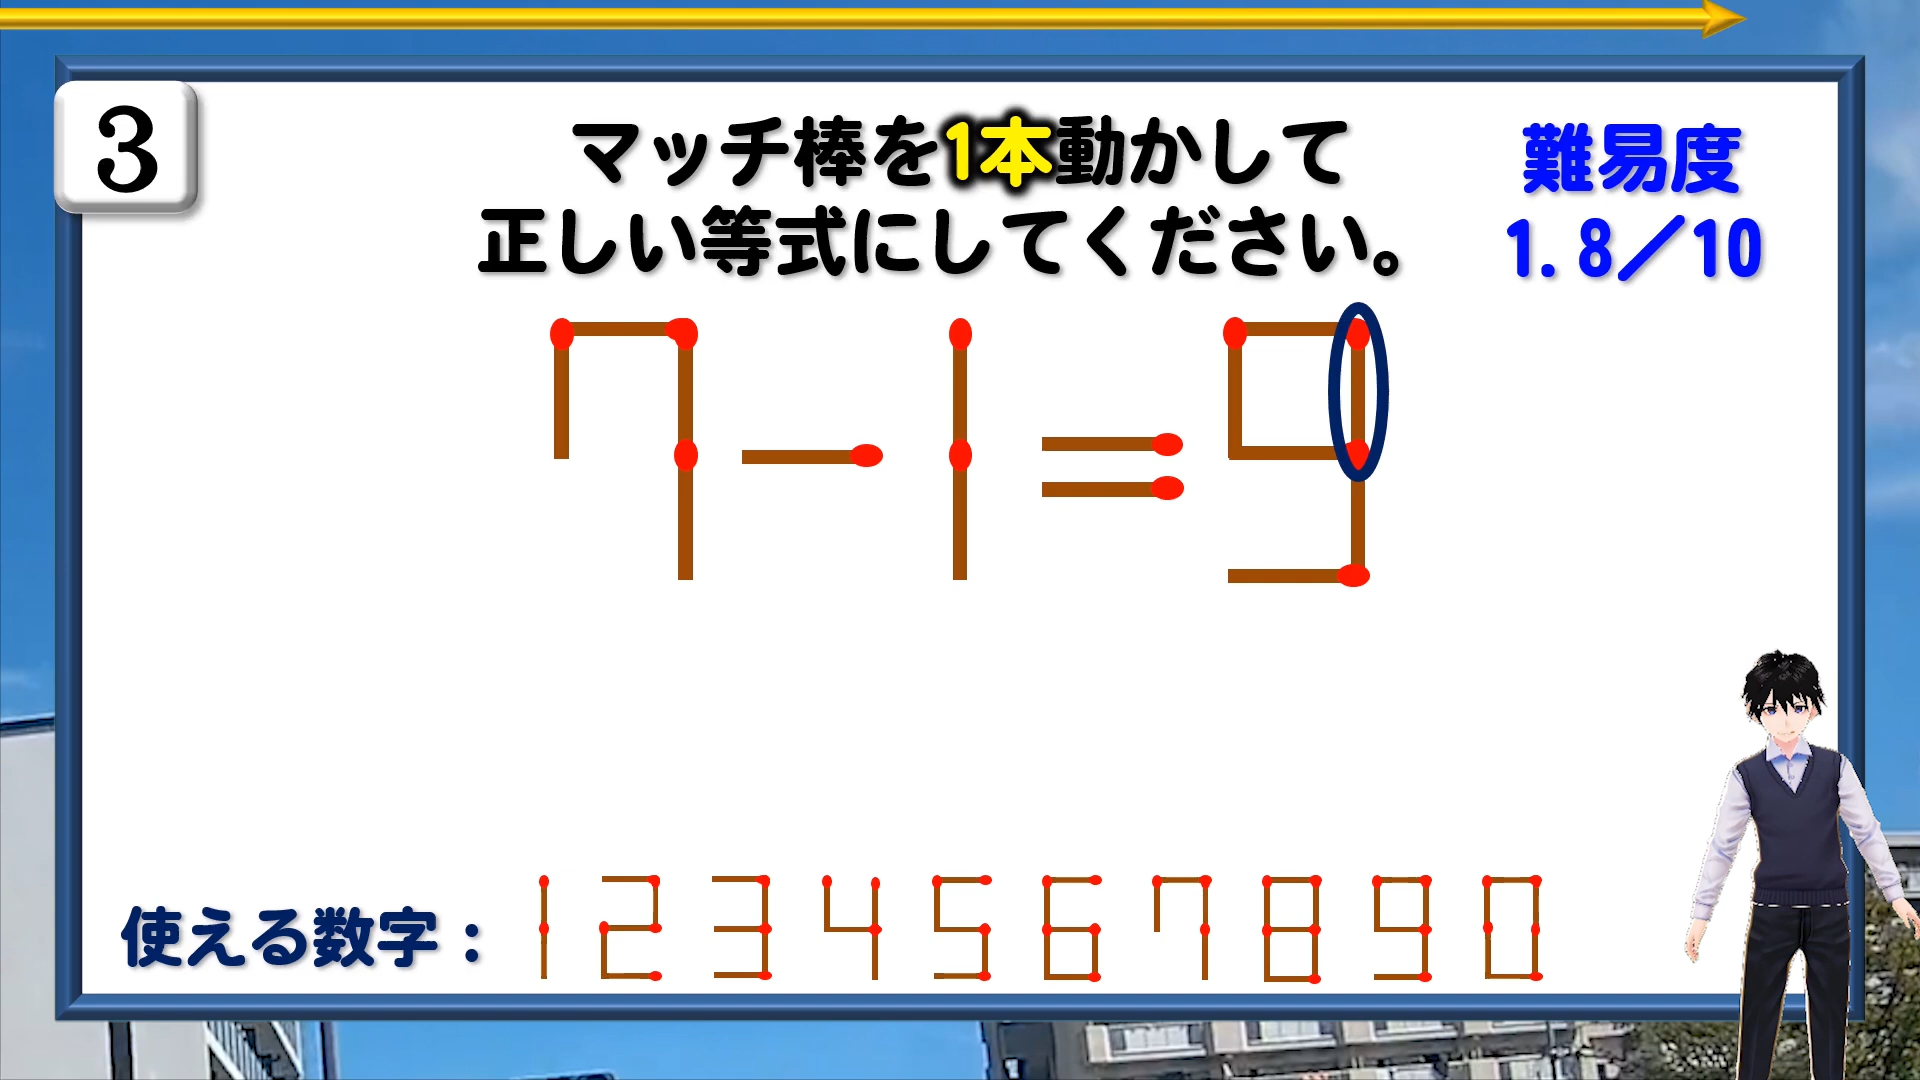 3
マッチ棒を1本動かして
正しい等式にしてください。
難易度
1.8/10
7-1=9
使える数字:1234567890